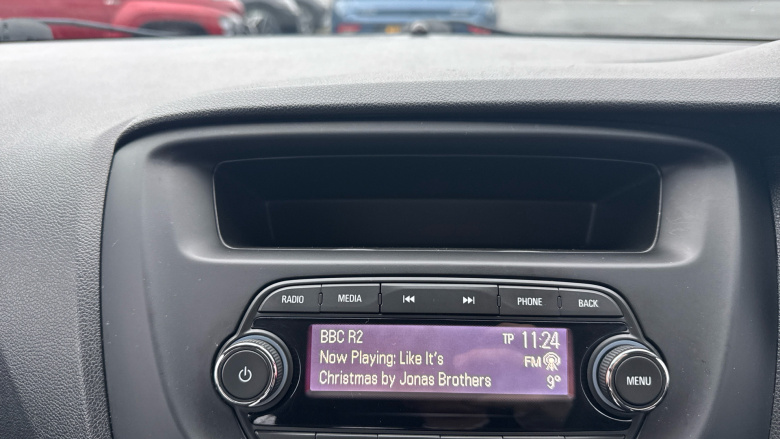 RADIO MEDIA PHONE BACK
BBC R2 TP 11:24
Now Playing: Like It's FM
Christmas by Jonas Brothers 9°
MENU